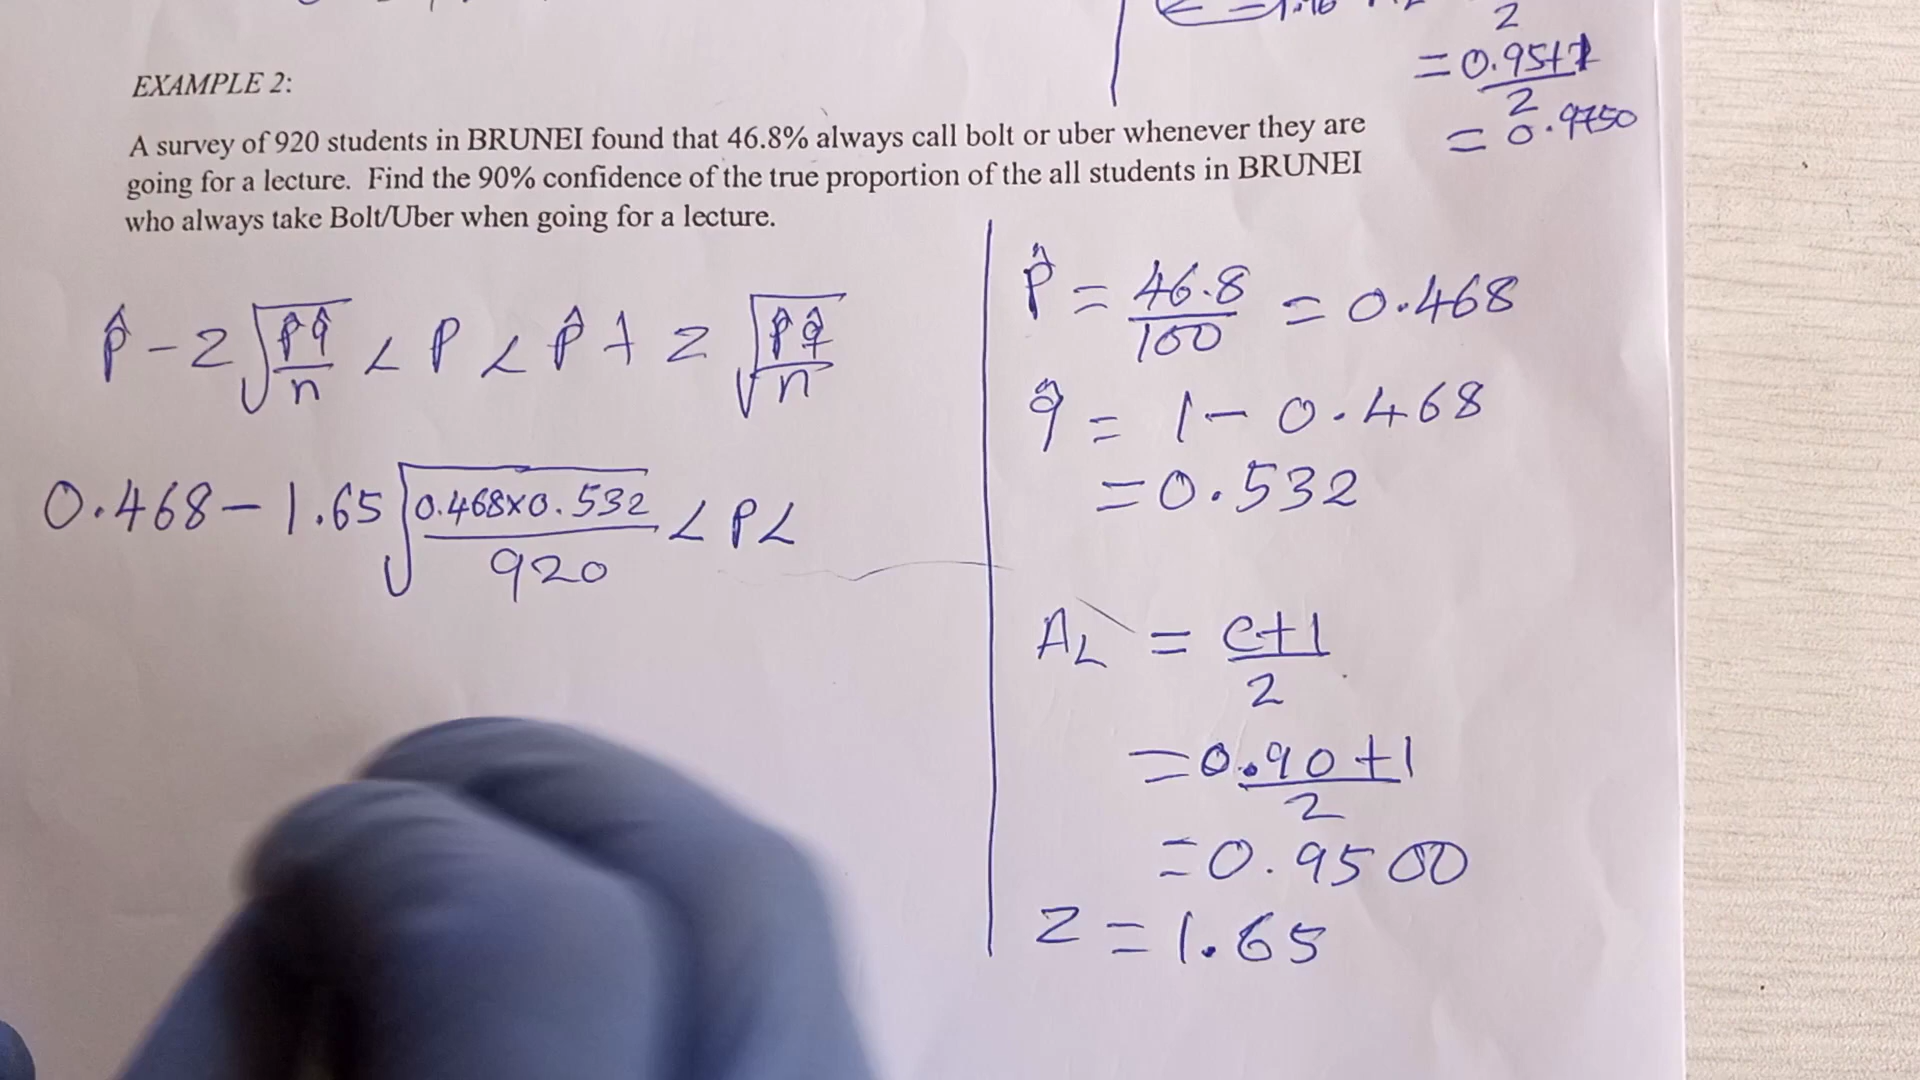 2
= 0.95+1
2
= 0.9750
EXAMPLE 2:
A survey of 920 students in BRUNEI found that 46.8% always call bolt or uber whenever they are
going for a lecture. Find the 90% confidence of the true proportion of the all students in BRUNEI
who always take Bolt/Uber when going for a lecture.
p̂ - z√(p̂q̂/n) < P < p̂ + z√(p̂q̂/n)
0.468 - 1.65√(0.468×0.532/920) < P <
p̂ = 46.8/100 = 0.468
q̂ = 1 - 0.468
= 0.532
AL = c+1
2
= 0.90+1
2
= 0.9500
z = 1.65